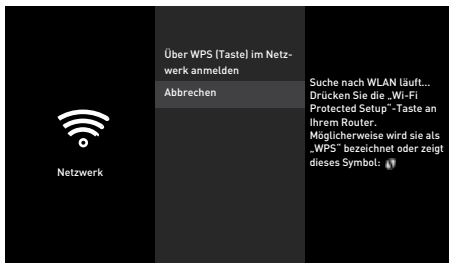 Netzwerk
Über WPS (Taste) im Netz-
werk anmelden
Abbrechen
Suche nach WLAN läuft...
Drücken Sie die „Wi-Fi
Protected Setup“-Taste an
Ihrem Router.
Möglicherweise wird sie als
„WPS“ bezeichnet oder zeigt
dieses Symbol: